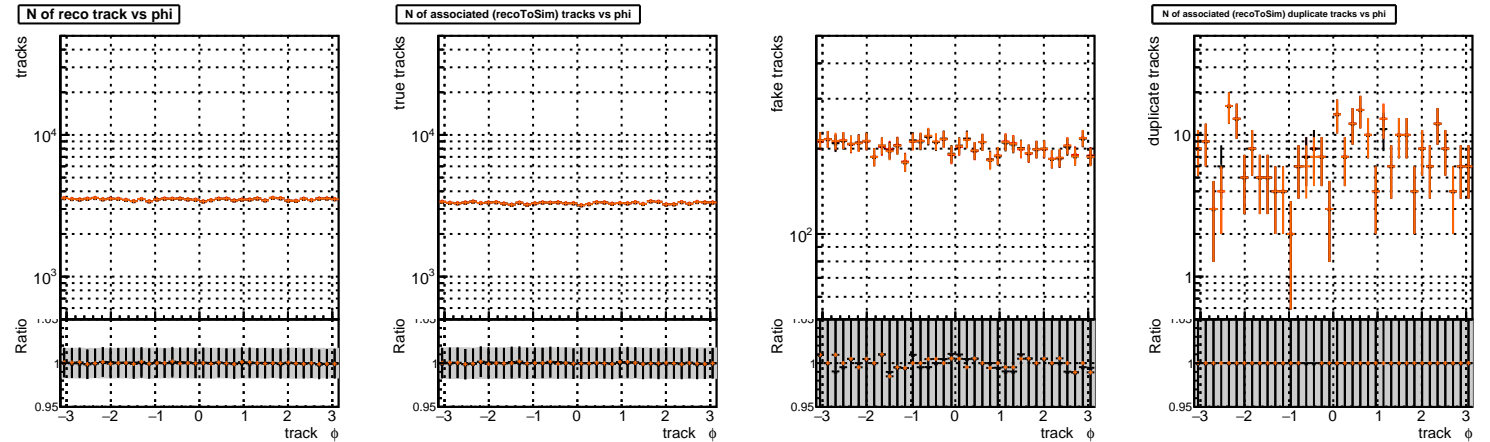 N of reco track vs phi
tracks
10⁴
10³
Ratio
1
0.95
−3 −2 −1 0 1 2 3
track ϕ
N of associated (recoToSim) tracks vs phi
true tracks
10⁴
10³
Ratio
1
0.95
−3 −2 −1 0 1 2 3
track ϕ
fake tracks
10²
Ratio
1
0.95
−3 −2 −1 0 1 2 3
track ϕ
N of associated (recoToSim) duplicate tracks vs phi
duplicate tracks
10
1
Ratio
1
0.95
−3 −2 −1 0 1 2 3
track ϕ